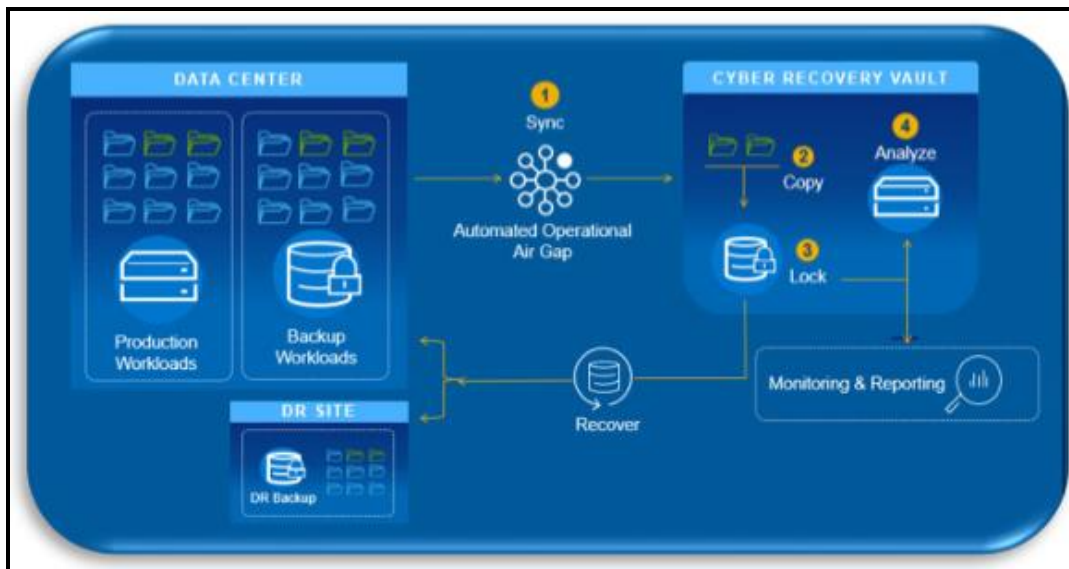 DATA CENTER
Production
Workloads
Backup
Workloads
1
Sync
Automated Operational
Air Gap
CYBER RECOVERY VAULT
2
Copy
3
Lock
4
Analyze
Monitoring & Reporting
Recover
DR SITE
DR Backup